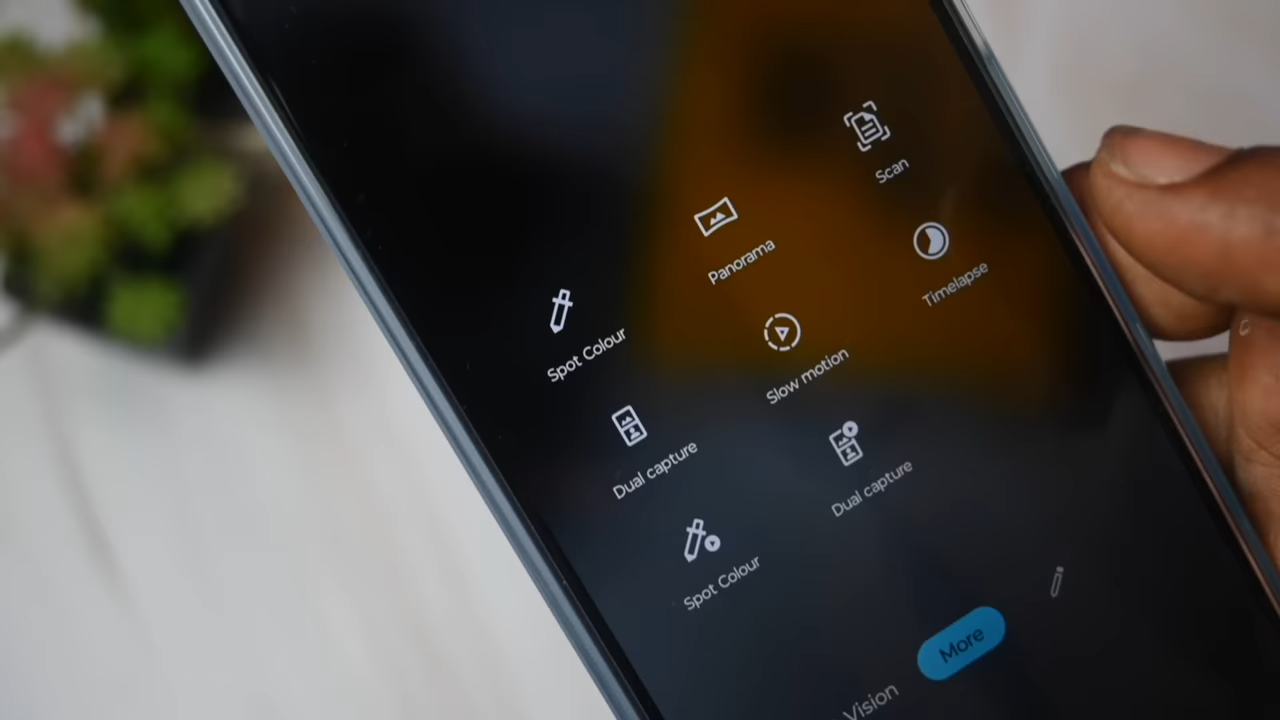 Spot Colour
Panorama
Scan
Dual capture
Slow motion
Timelapse
Spot Colour
Dual capture
Vision
More